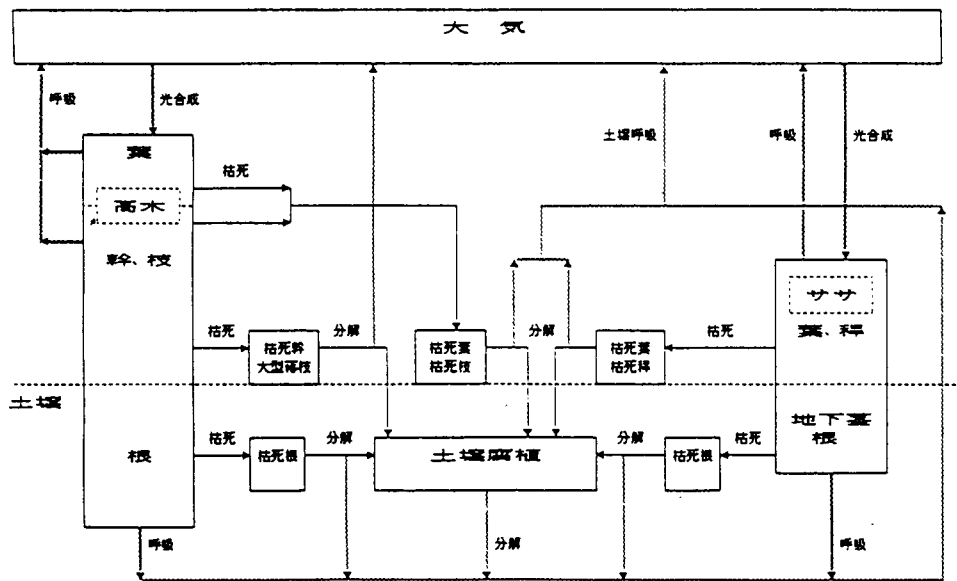 大気
呼吸
光合成
土壌呼吸
呼吸
光合成
葉
枯死
高木
幹、枝
ササ
葉、稈
枯死
枯死幹
大型落枝
分解
枯死葉
枯死枝
分解
枯死葉
枯死稈
枯死
土壌
地下茎
根
根
枯死
枯死根
分解
土壌腐植
分解
枯死根
枯死
呼吸
分解
呼吸